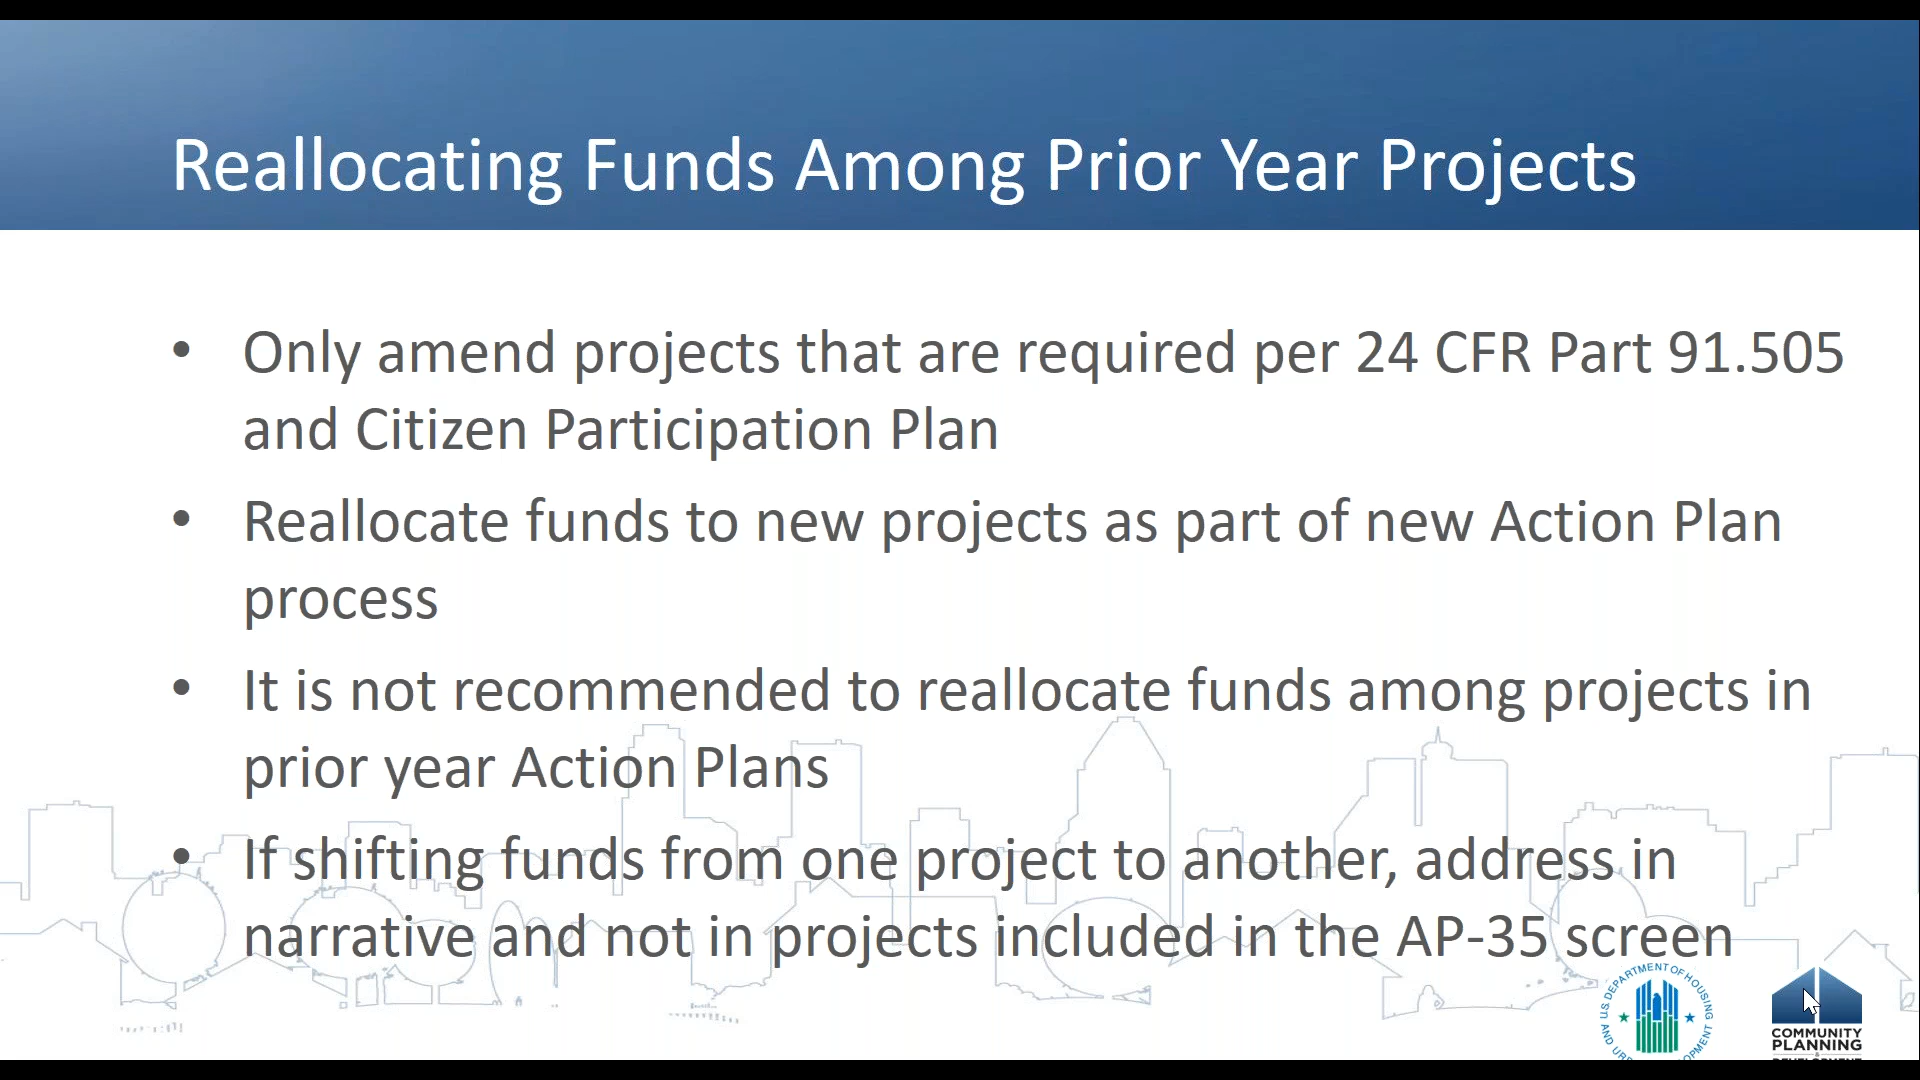 Reallocating Funds Among Prior Year Projects
• Only amend projects that are required per 24 CFR Part 91.505
and Citizen Participation Plan
• Reallocate funds to new projects as part of new Action Plan
process
• It is not recommended to reallocate funds among projects in
prior year Action Plans
• If shifting funds from one project to another, address in
narrative and not in projects included in the AP-35 screen
U.S. DEPARTMENT OF HOUSING
COMMUNITY
PLANNING